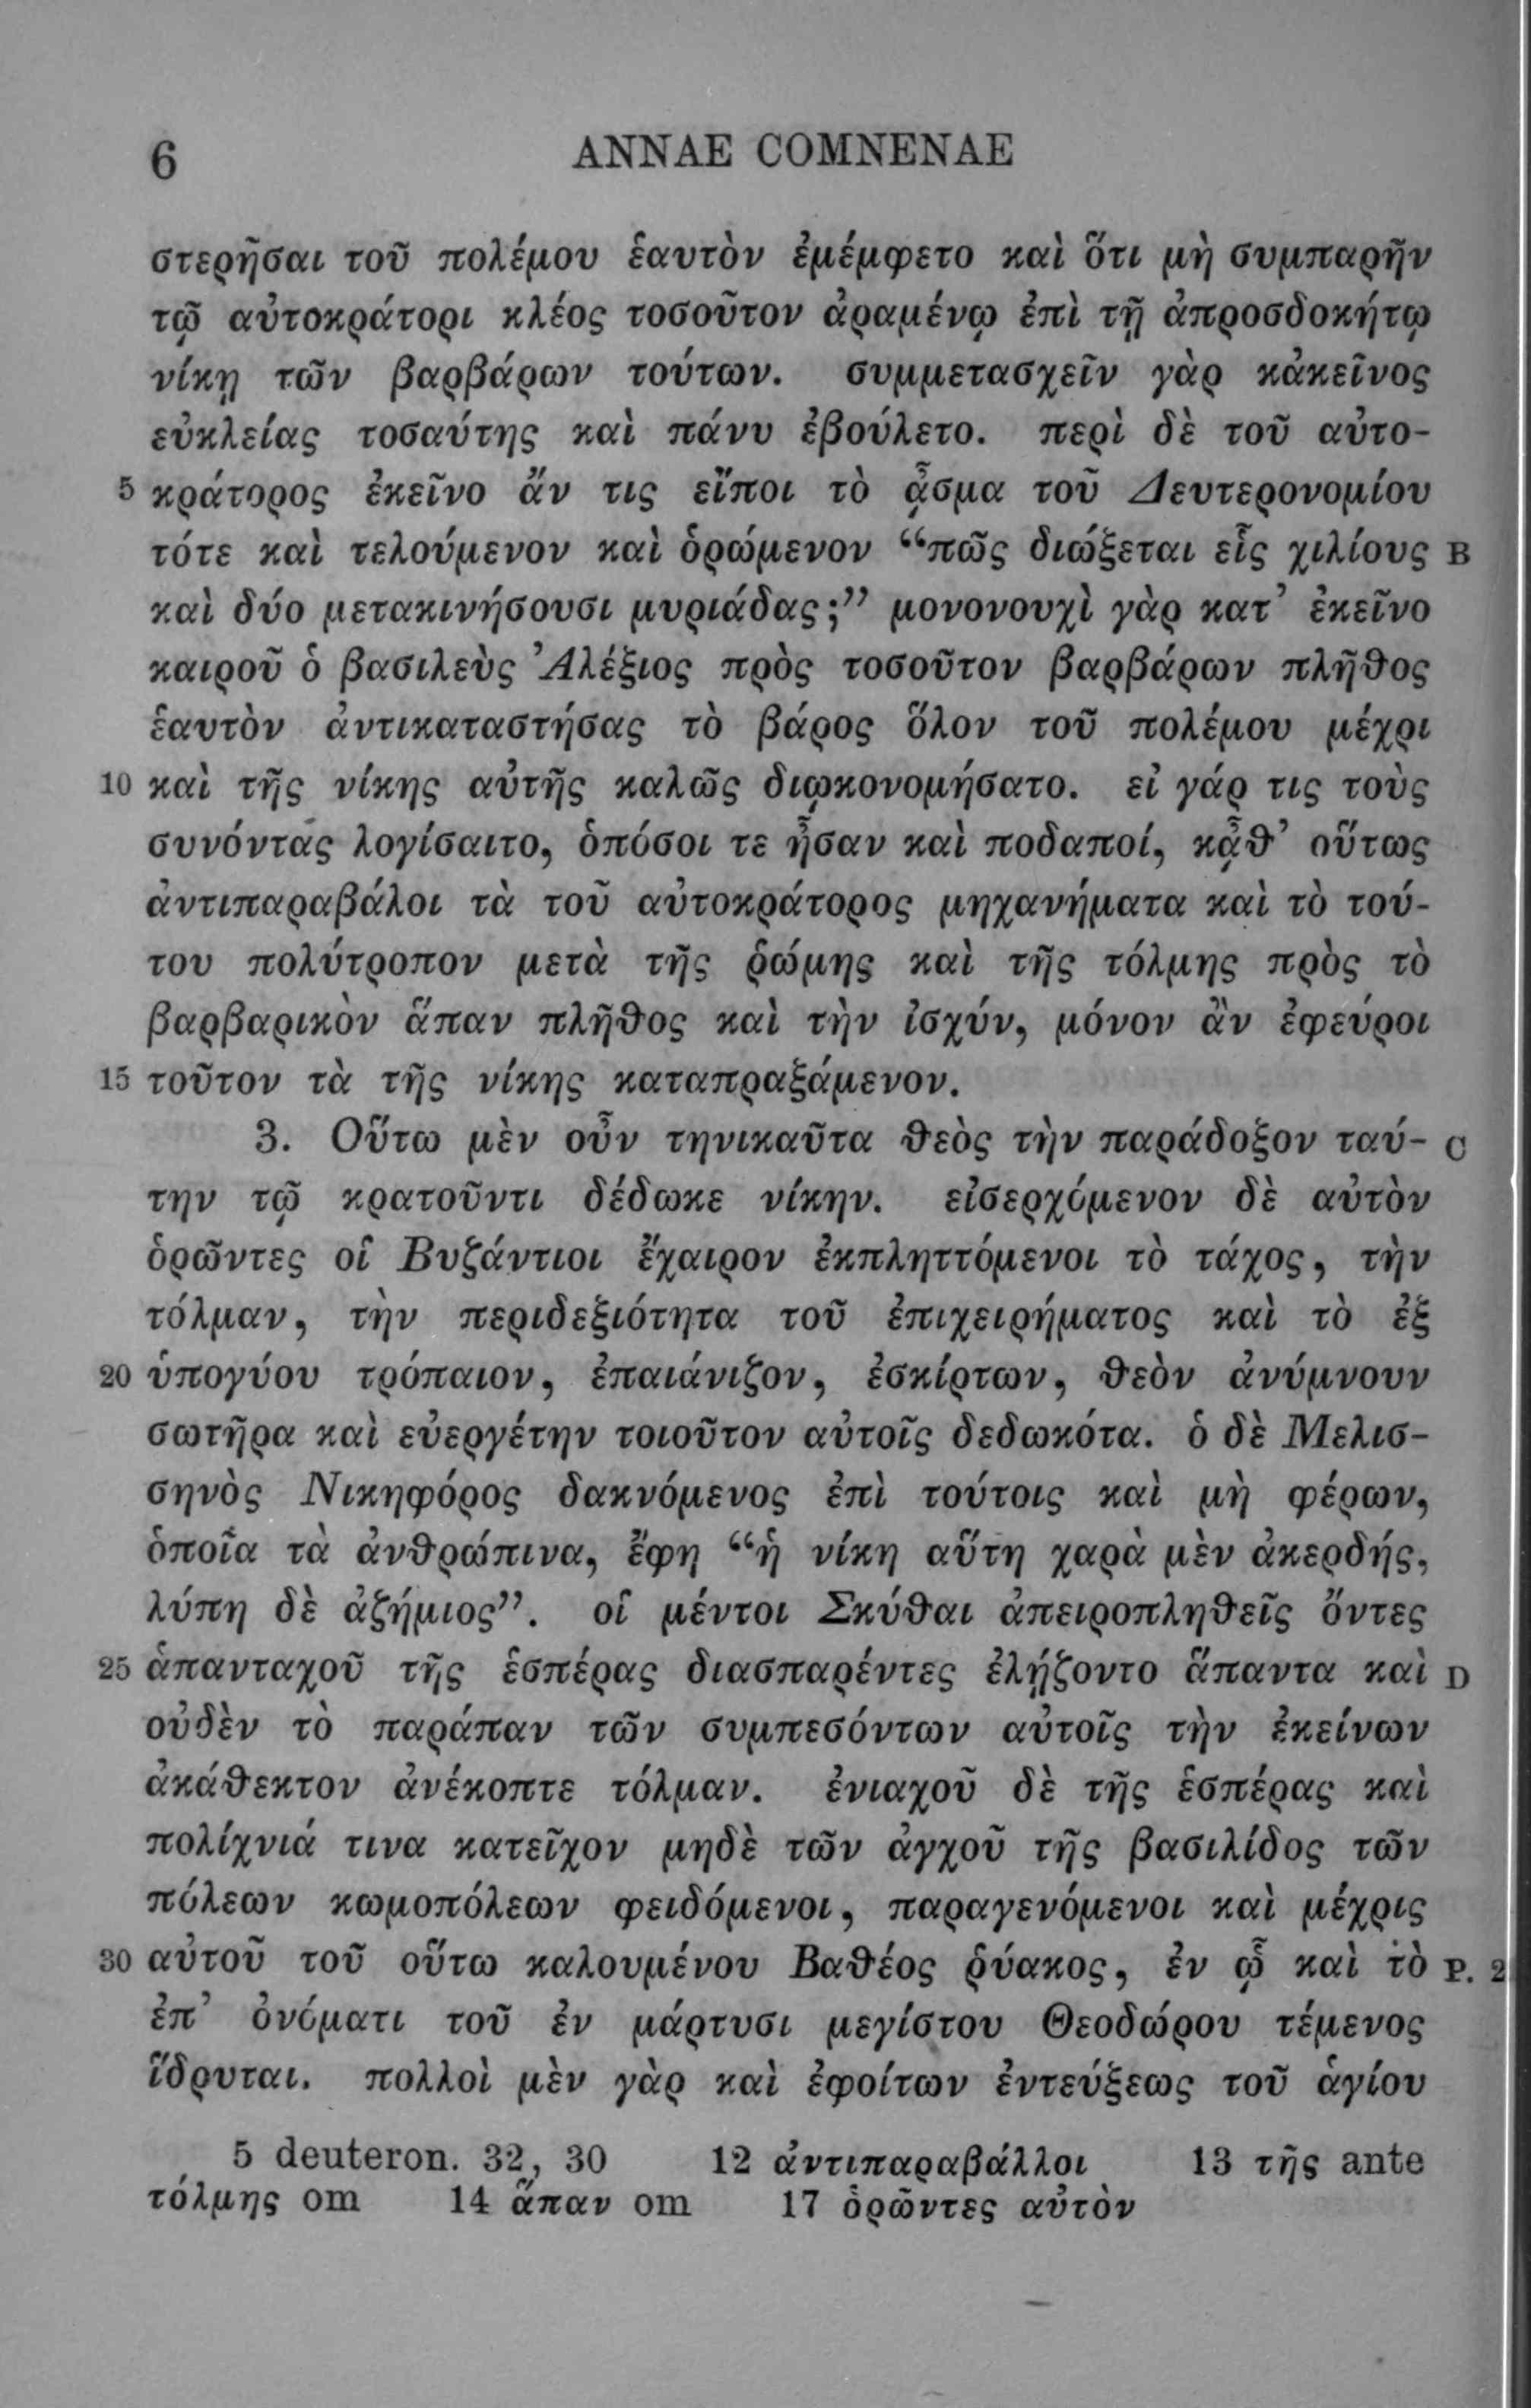 6 ANNAE COMNENAE
στερῆσαι τοῦ πολέμου ἑαυτὸν ἐμέμφετο καὶ ὅτι μὴ συμπαρῆν
τῷ αὐτοκράτορι κλέος τοσοῦτον ἀραμένῳ ἐπὶ τῇ ἀπροσδοκήτῳ
νίκῃ τῶν βαρβάρων τούτων. συμμετασχεῖν γὰρ κἀκεῖνος
εὐκλείας τοσαύτης καὶ πάνυ ἐβούλετο. περὶ δὲ τοῦ αὐτο-
5 κράτορος ἐκεῖνο ἄν τις εἴποι τὸ ᾆσμα τοῦ Δευτερονομίου
τότε καὶ τελούμενον καὶ ὁρώμενον “πῶς διώξεται εἷς χιλίους B
καὶ δύο μετακινήσουσι μυριάδας;” μονονουχὶ γὰρ κατ’ ἐκεῖνο
καιροῦ ὁ βασιλεὺς Ἀλέξιος πρὸς τοσοῦτον βαρβάρων πλῆθος
ἑαυτὸν ἀντικαταστήσας τὸ βάρος ὅλον τοῦ πολέμου μέχρι
10 καὶ τῆς νίκης αὐτῆς καλῶς διῳκονομήσατο. εἰ γάρ τις τοὺς
συνόντας λογίσαιτο, ὁπόσοι τε ἦσαν καὶ ποδαποί, κᾆθ’ οὕτως
ἀντιπαραβάλοι τὰ τοῦ αὐτοκράτορος μηχανήματα καὶ τὸ τού-
του πολύτροπον μετὰ τῆς ῥώμης καὶ τῆς τόλμης πρὸς τὸ
βαρβαρικὸν ἅπαν πλῆθος καὶ τὴν ἰσχύν, μόνον ἂν ἐφεύροι
15 τοῦτον τὰ τῆς νίκης καταπραξάμενον.
3. Οὕτω μὲν οὖν τηνικαῦτα θεὸς τὴν παράδοξον ταύ- C
την τῷ κρατοῦντι δέδωκε νίκην. εἰσερχόμενον δὲ αὐτὸν
ὁρῶντες οἱ Βυζάντιοι ἔχαιρον ἐκπληττόμενοι τὸ τάχος, τὴν
τόλμαν, τὴν περιδεξιότητα τοῦ ἐπιχειρήματος καὶ τὸ ἐξ
20 ὑπογύου τρόπαιον, ἐπαιάνιζον, ἐσκίρτων, θεὸν ἀνύμνουν
σωτῆρα καὶ εὐεργέτην τοιοῦτον αὐτοῖς δεδωκότα. ὁ δὲ Μελισ-
σηνὸς Νικηφόρος δακνόμενος ἐπὶ τούτοις καὶ μὴ φέρων,
ὁποῖα τὰ ἀνθρώπινα, ἔφη “ἡ νίκη αὕτη χαρὰ μὲν ἀκερδής,
λύπη δὲ ἀζήμιος”. οἱ μέντοι Σκύθαι ἀπειροπληθεῖς ὄντες
25 ἁπανταχοῦ τῆς ἑσπέρας διασπαρέντες ἐλῄζοντο ἅπαντα καὶ D
οὐδὲν τὸ παράπαν τῶν συμπεσόντων αὐτοῖς τὴν ἐκείνων
ἀκάθεκτον ἀνέκοπτε τόλμαν. ἐνιαχοῦ δὲ τῆς ἑσπέρας καὶ
πολίχνιά τινα κατεῖχον μηδὲ τῶν ἀγχοῦ τῆς βασιλίδος τῶν
πόλεων κωμοπόλεων φειδόμενοι, παραγενόμενοι καὶ μέχρις
30 αὐτοῦ τοῦ οὕτω καλουμένου Βαθέος ῥύακος, ἐν ᾧ καὶ τὸ P. 2
ἐπ’ ὀνόματι τοῦ ἐν μάρτυσι μεγίστου Θεοδώρου τέμενος
ἵδρυται. πολλοὶ μὲν γὰρ καὶ ἐφοίτων ἐντεύξεως τοῦ ἁγίου
5 deuteron. 32, 30 12 ἀντιπαραβάλλοι 13 τῆς ante
τόλμης om 14 ἅπαν om 17 ὁρῶντες αὐτὸν